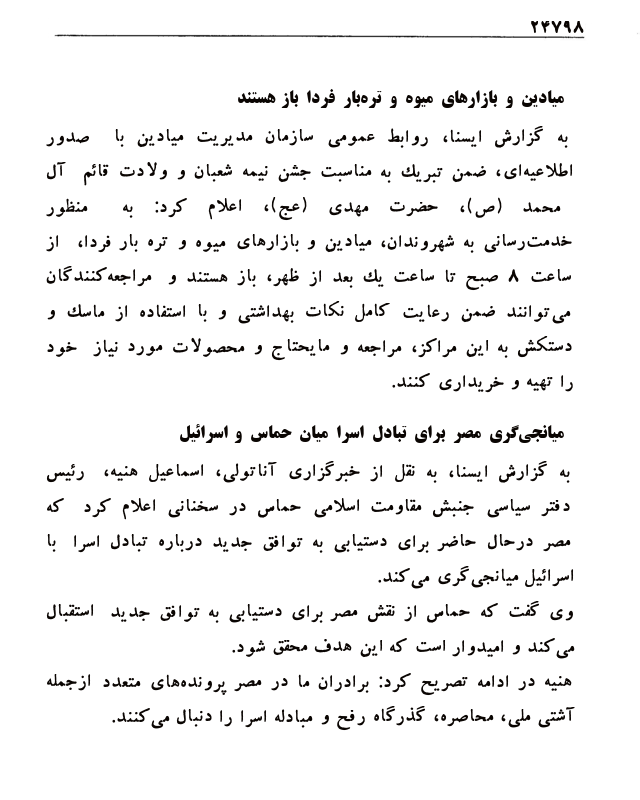 ۲۴۷۹۸
میادین و بازارهای میوه و تره‌بار فردا باز هستند
به گزارش ایسنا، روابط عمومی سازمان مدیریت میادین با صدور
اطلاعیه‌ای، ضمن تبریك به مناسبت جشن نیمه شعبان و ولادت قائم آل
محمد (ص)، حضرت مهدی (عج)، اعلام کرد: به منظور
خدمت‌رسانی به شهروندان، میادین و بازارهای میوه و تره بار فردا، از
ساعت ۸ صبح تا ساعت یك بعد از ظهر، باز هستند و مراجعه‌کنندگان
می‌توانند ضمن رعایت کامل نکات بهداشتی و با استفاده از ماسك و
دستکش به این مراکز، مراجعه و مایحتاج و محصولات مورد نیاز خود
را تهیه و خریداری کنند.
میانجی‌گری مصر برای تبادل اسرا میان حماس و اسرائیل
به گزارش ایسنا، به نقل از خبرگزاری آناتولی، اسماعیل هنیه، رئیس
دفتر سیاسی جنبش مقاومت اسلامی حماس در سخنانی اعلام کرد که
مصر درحال حاضر برای دستیابی به توافق جدید درباره تبادل اسرا با
اسرائیل میانجی‌گری می‌کند.
وی گفت که حماس از نقش مصر برای دستیابی به توافق جدید استقبال
می‌کند و امیدوار است که این هدف محقق شود.
هنیه در ادامه تصریح کرد: برادران ما در مصر پرونده‌های متعدد ازجمله
آشتی ملی، محاصره، گذرگاه رفح و مبادله اسرا را دنبال می‌کنند.